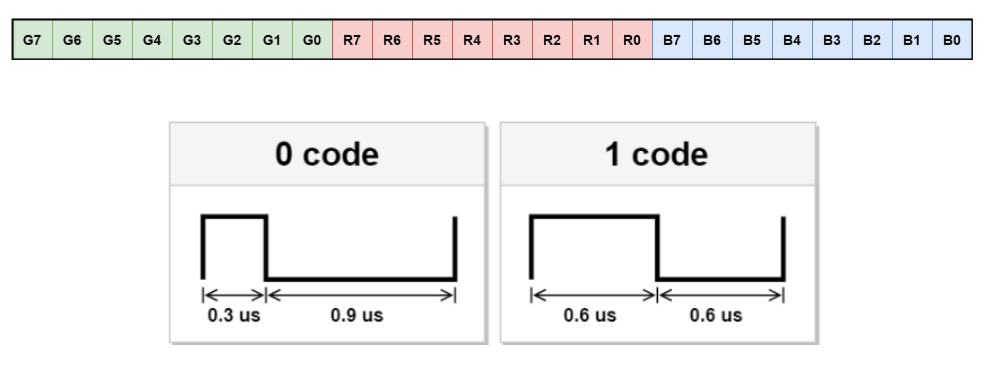 G7 G6 G5 G4 G3 G2 G1 G0 R7 R6 R5 R4 R3 R2 R1 R0 B7 B6 B5 B4 B3 B2 B1 B0
0 code 1 code
0.3 us 0.9 us 0.6 us 0.6 us